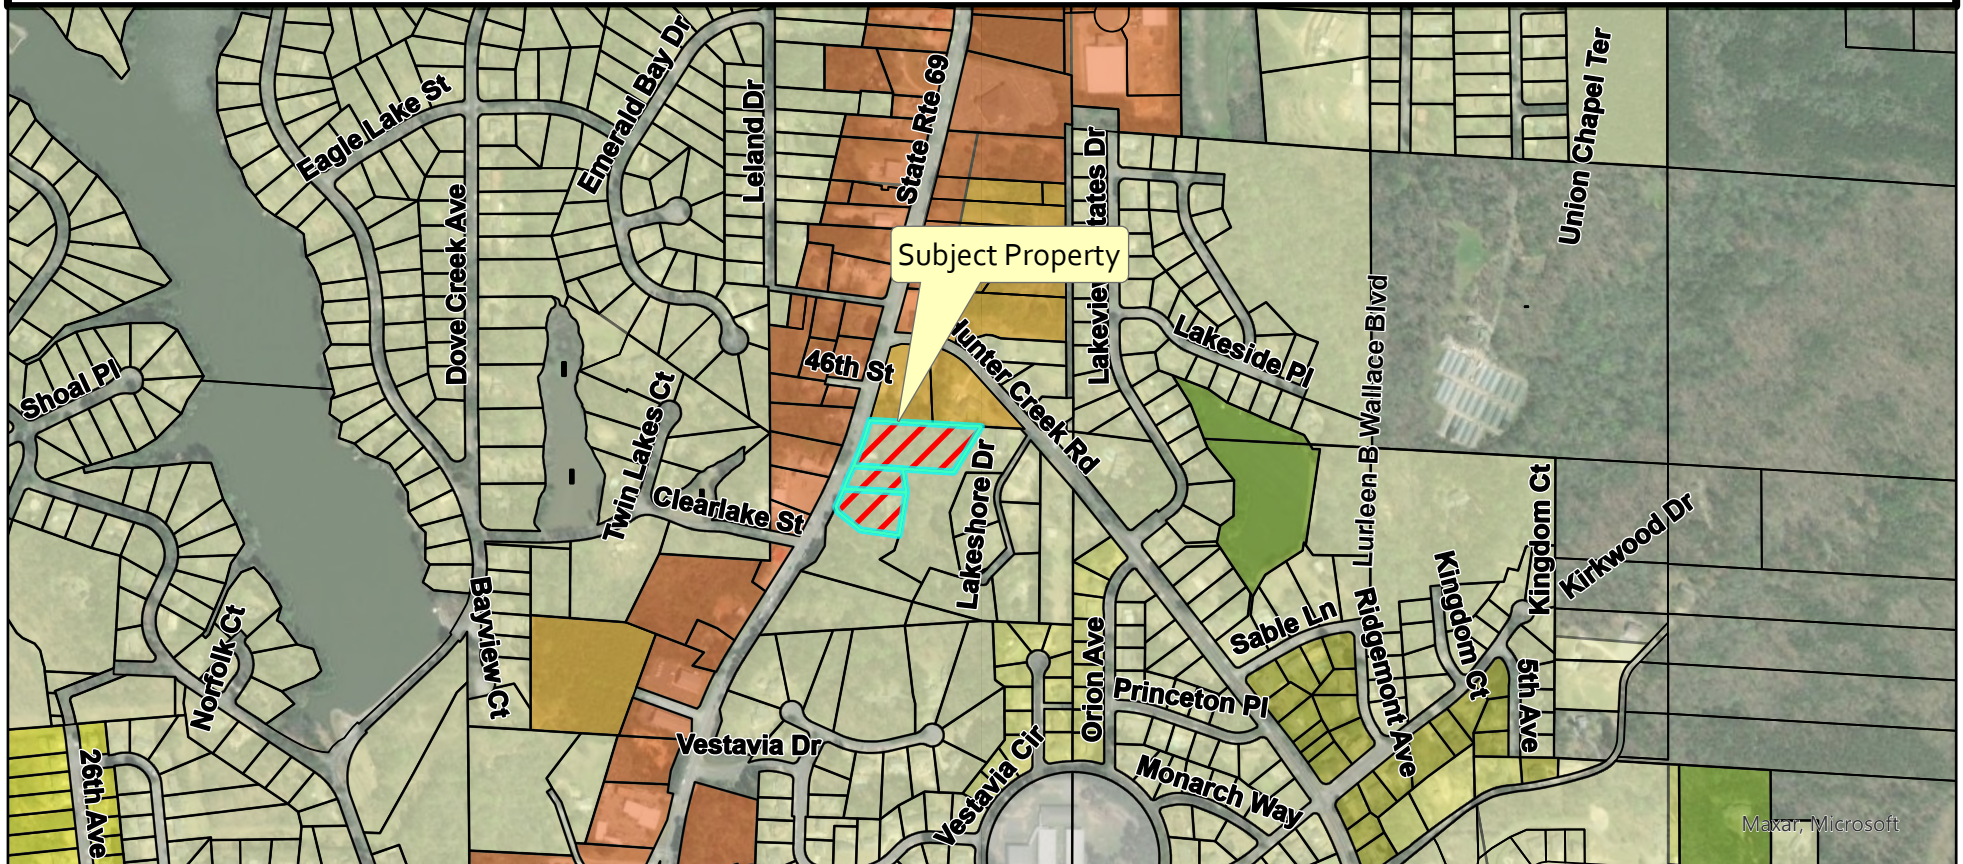 Eagle Lake St
Emerald Bay Dr
Leland Dr
State Rte 69
Union Chapel Ter
Dove Creek Ave
Subject Property
Shoal Pl
46th St
Hunter Creek Rd
Lakeside Pl
Lurleen B Wallace Blvd
Twin Lakes Ct
Clearlake St
Lakeshore Dr
Kingdom Ct
Kirkwood Dr
Kingdom Ct
Bayview Ct
Norfolk Ct
Sable Ln
Ridgemont Ave
5th Ave
Orion Ave
Princeton Pl
Vestavia Dr
Vestavia Cir
Monarch Way
26th Ave
Maxar, Microsoft